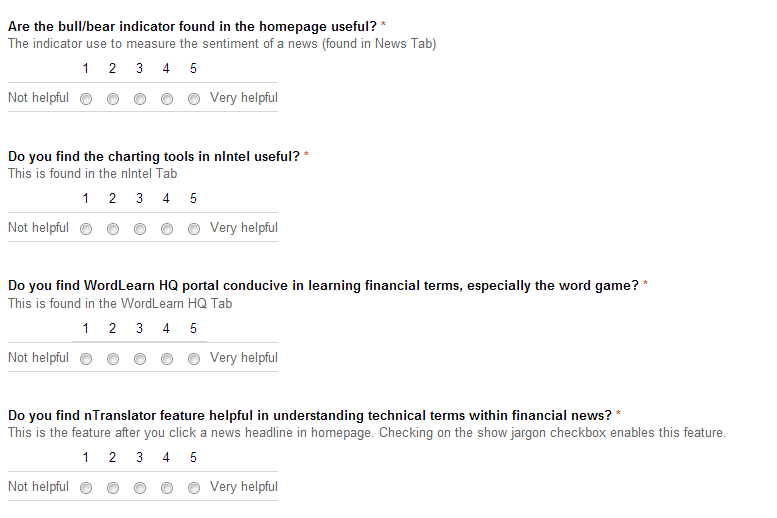 Are the bull/bear indicator found in the homepage useful? *
The indicator use to measure the sentiment of a news (found in News Tab)
1 2 3 4 5
Not helpful Very helpful
Do you find the charting tools in nIntel useful? *
This is found in the nIntel Tab
1 2 3 4 5
Not helpful Very helpful
Do you find WordLearn HQ portal conducive in learning financial terms, especially the word game? *
This is found in the WordLearn HQ Tab
1 2 3 4 5
Not helpful Very helpful
Do you find nTranslator feature helpful in understanding technical terms within financial news? *
This is the feature after you click a news headline in homepage. Checking on the show jargon checkbox enables this feature.
1 2 3 4 5
Not helpful Very helpful